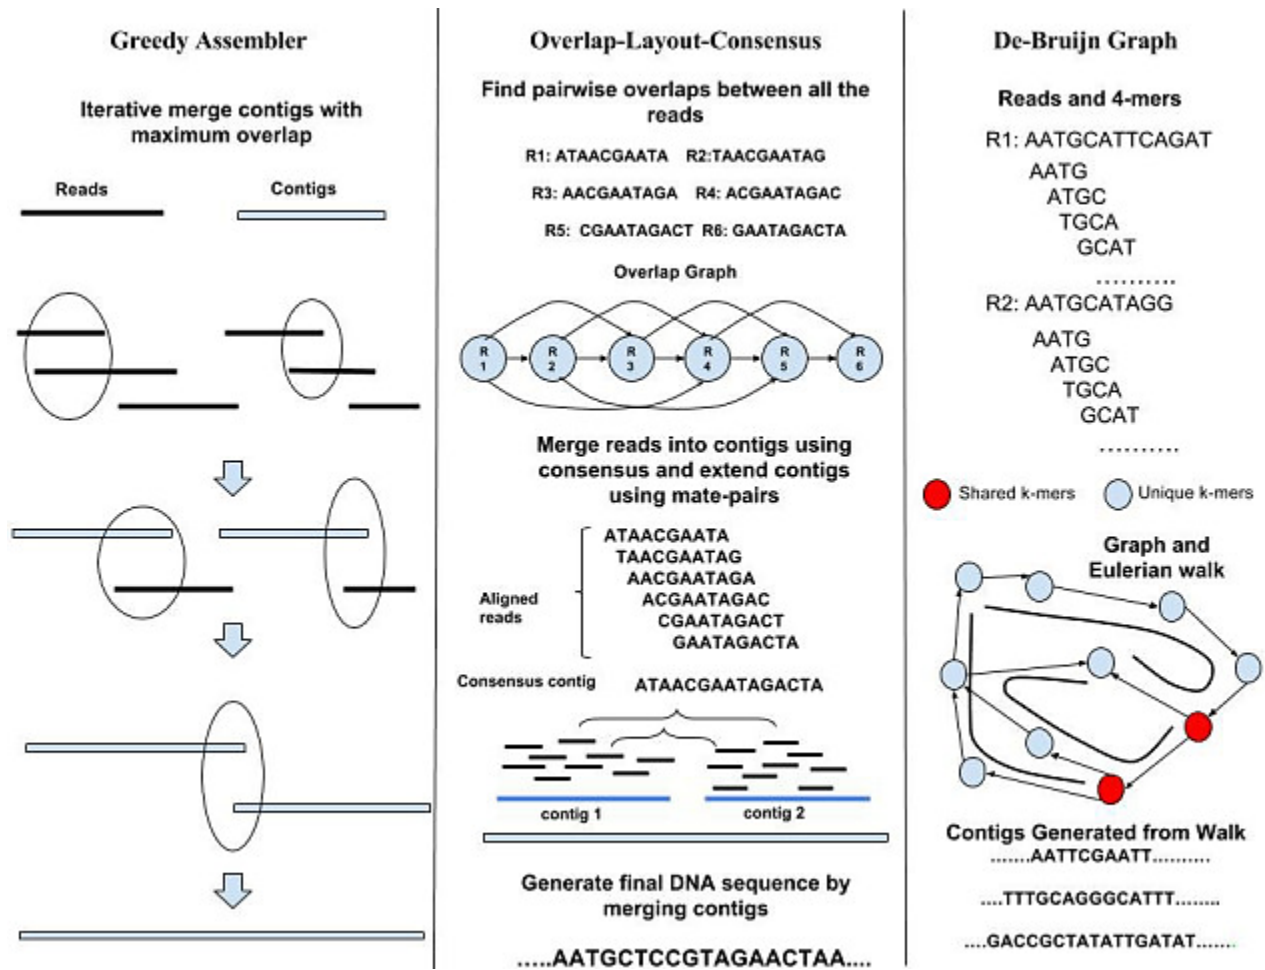 Greedy Assembler
Iterative merge contigs with
maximum overlap
Reads
Contigs
Overlap-Layout-Consensus
Find pairwise overlaps between all the
reads
R1: ATAACGAATA R2:TAACGAATAG
R3: AACGAATAGA R4: ACGAATAGAC
R5: CGAATAGACT R6: GAATAGACTA
Overlap Graph
R
1
R
2
R
3
R
4
R
5
R
6
Merge reads into contigs using
consensus and extend contigs
using mate-pairs
Aligned
reads
ATAACGAATA
TAACGAATAG
AACGAATAGA
ACGAATAGAC
CGAATAGACT
GAATAGACTA
Consensus contig
ATAACGAATAGACTA
contig 1
contig 2
Generate final DNA sequence by
merging contigs
.....AATGCTCCGTAGAACTAA....
De-Bruijn Graph
Reads and 4-mers
R1: AATGCATTCAGAT
AATG
ATGC
TGCA
GCAT
..........
R2: AATGCATAGG
AATG
ATGC
TGCA
GCAT
..........
Shared k-mers
Unique k-mers
Graph and
Eulerian walk
Contigs Generated from Walk
.......AATTCGAATT..........
....TTTGCAGGGCATTT........
....GACCGCTATATTGATAT.......